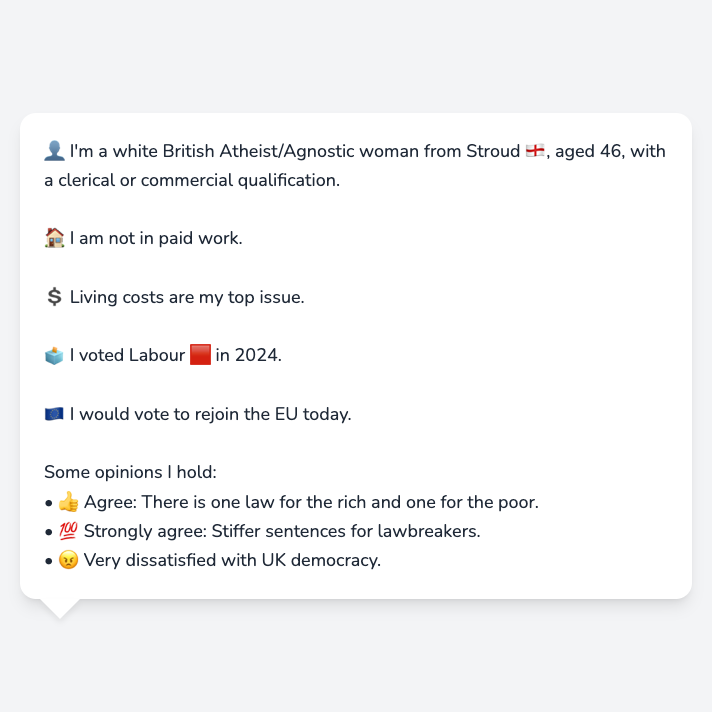 👤 I'm a white British Atheist/Agnostic woman from Stroud 🏴󠁧󠁢󠁥󠁮󠁧󠁿, aged 46, with
a clerical or commercial qualification.
🏠 I am not in paid work.
💲 Living costs are my top issue.
🗳️ I voted Labour 🟥 in 2024.
🇪🇺 I would vote to rejoin the EU today.
Some opinions I hold:
• 👍 Agree: There is one law for the rich and one for the poor.
• 💯 Strongly agree: Stiffer sentences for lawbreakers.
• 😠 Very dissatisfied with UK democracy.